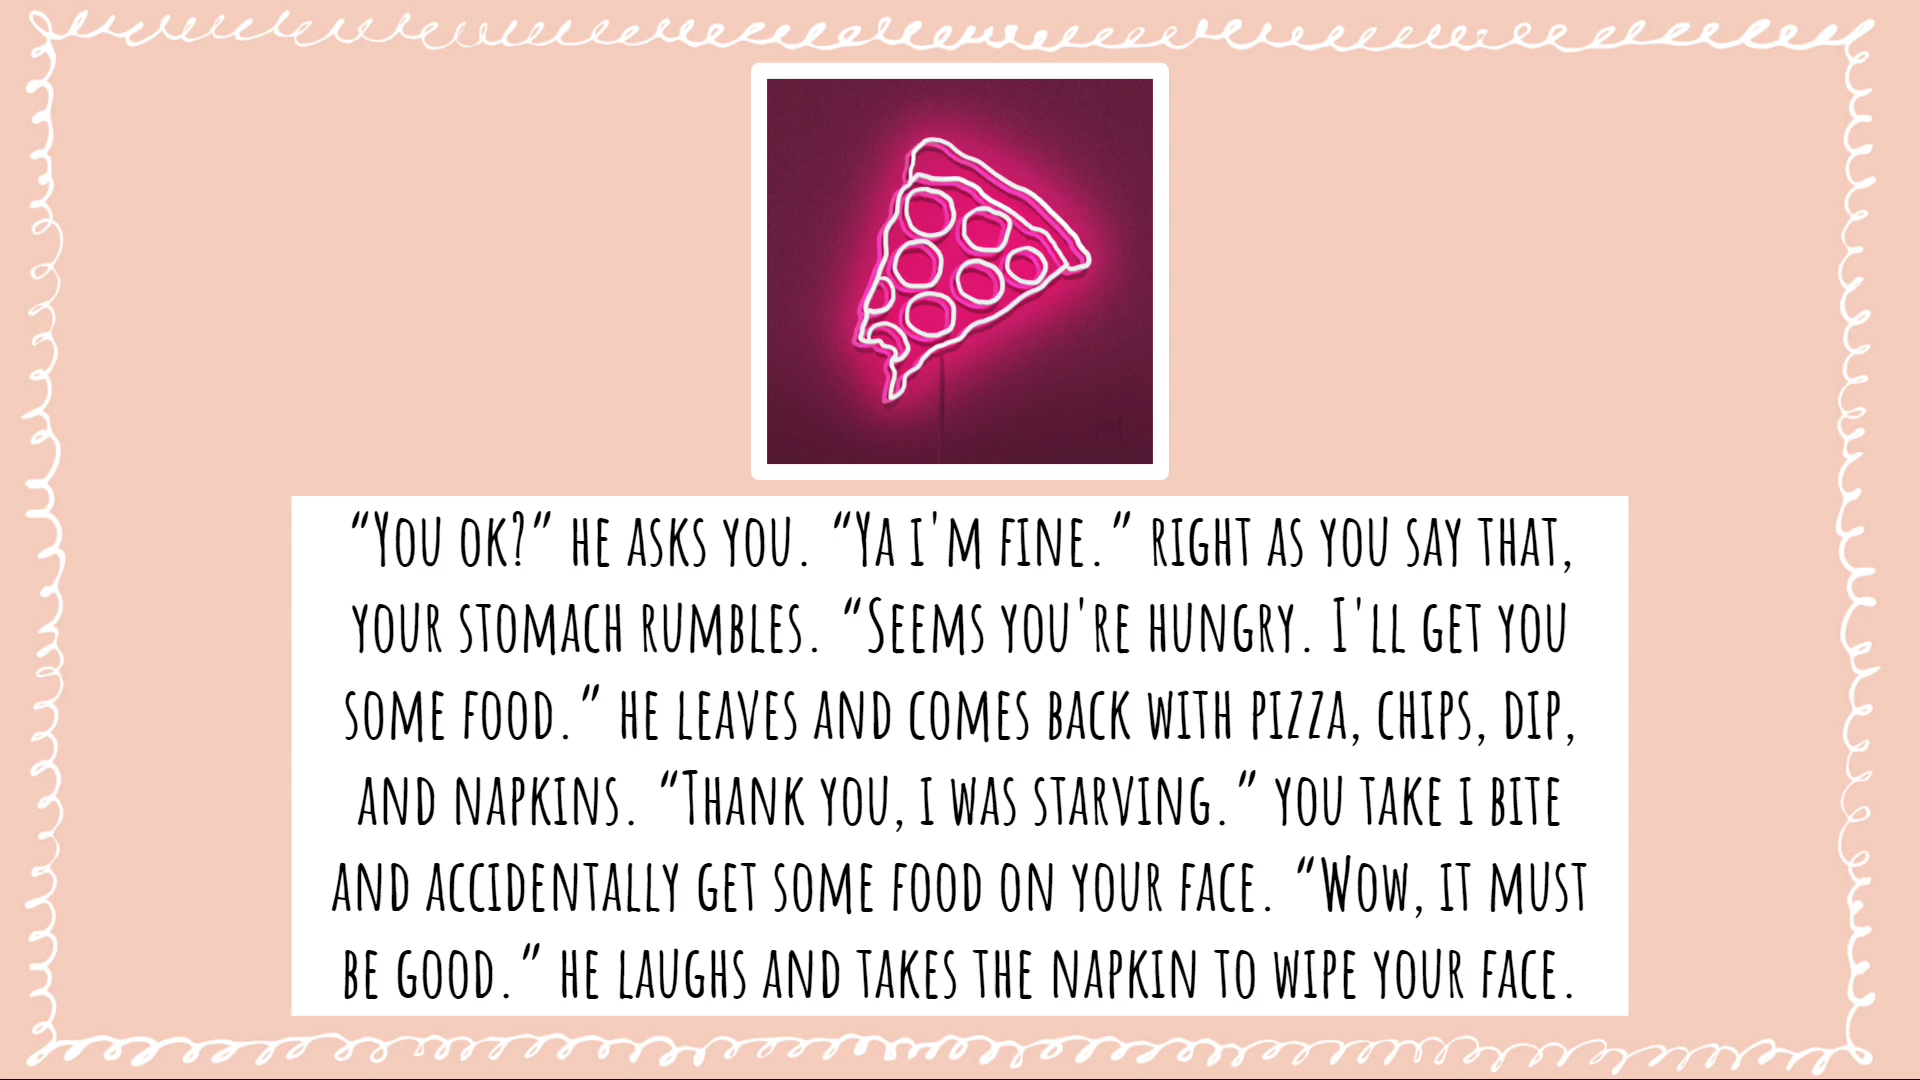 “You ok?” he asks you. “Ya i'm fine.” right as you say that,
your stomach rumbles. “Seems you're hungry. I'll get you
some food.” he leaves and comes back with pizza, chips, dip,
and napkins. “Thank you, i was starving.” you take i bite
and accidentally get some food on your face. “Wow, it must
be good.” he laughs and takes the napkin to wipe your face.